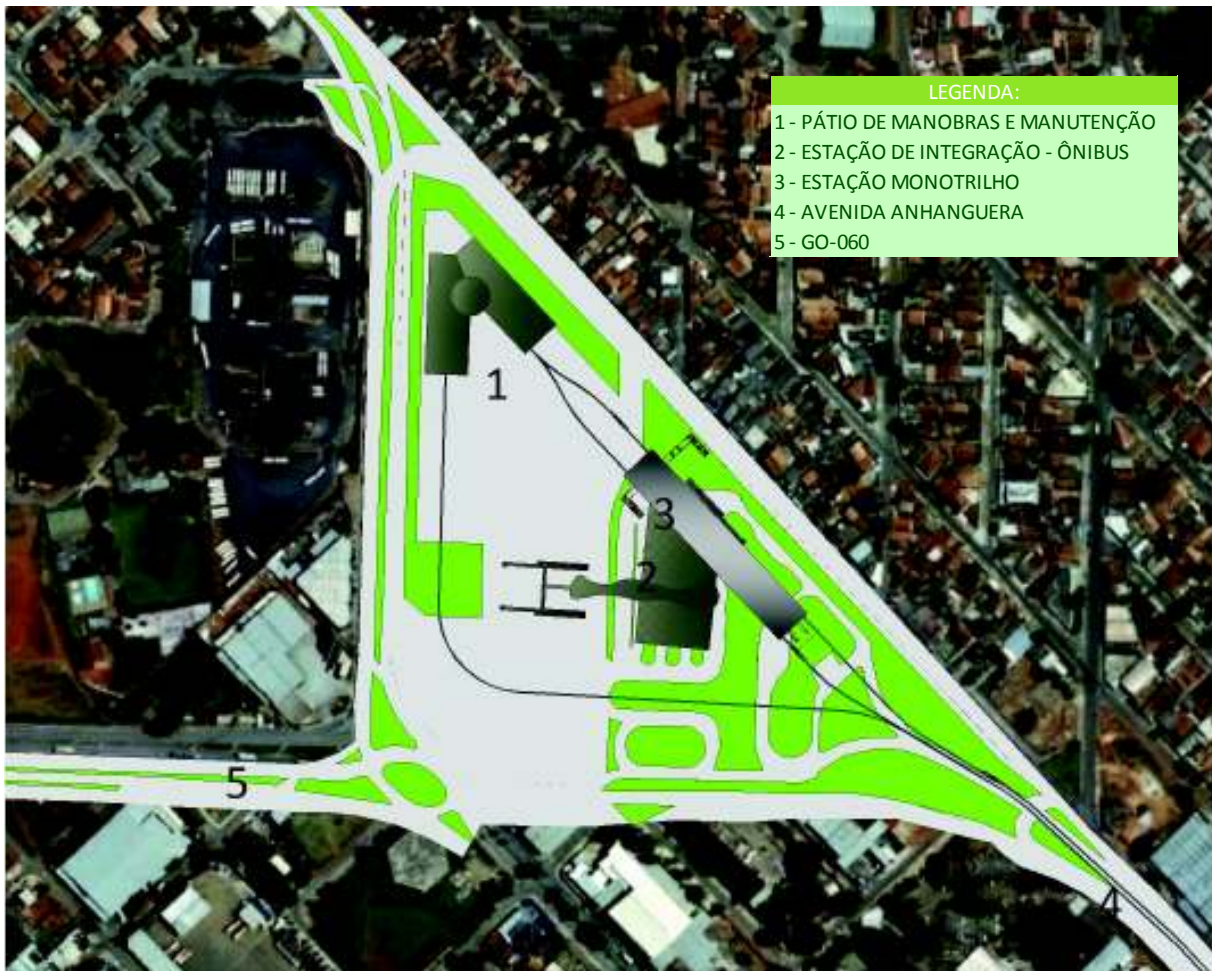 LEGENDA:
1 - PÁTIO DE MANOBRAS E MANUTENÇÃO
2 - ESTAÇÃO DE INTEGRAÇÃO - ÔNIBUS
3 - ESTAÇÃO MONOTRILHO
4 - AVENIDA ANHANGUERA
5 - GO-060
1
3
2
5
4